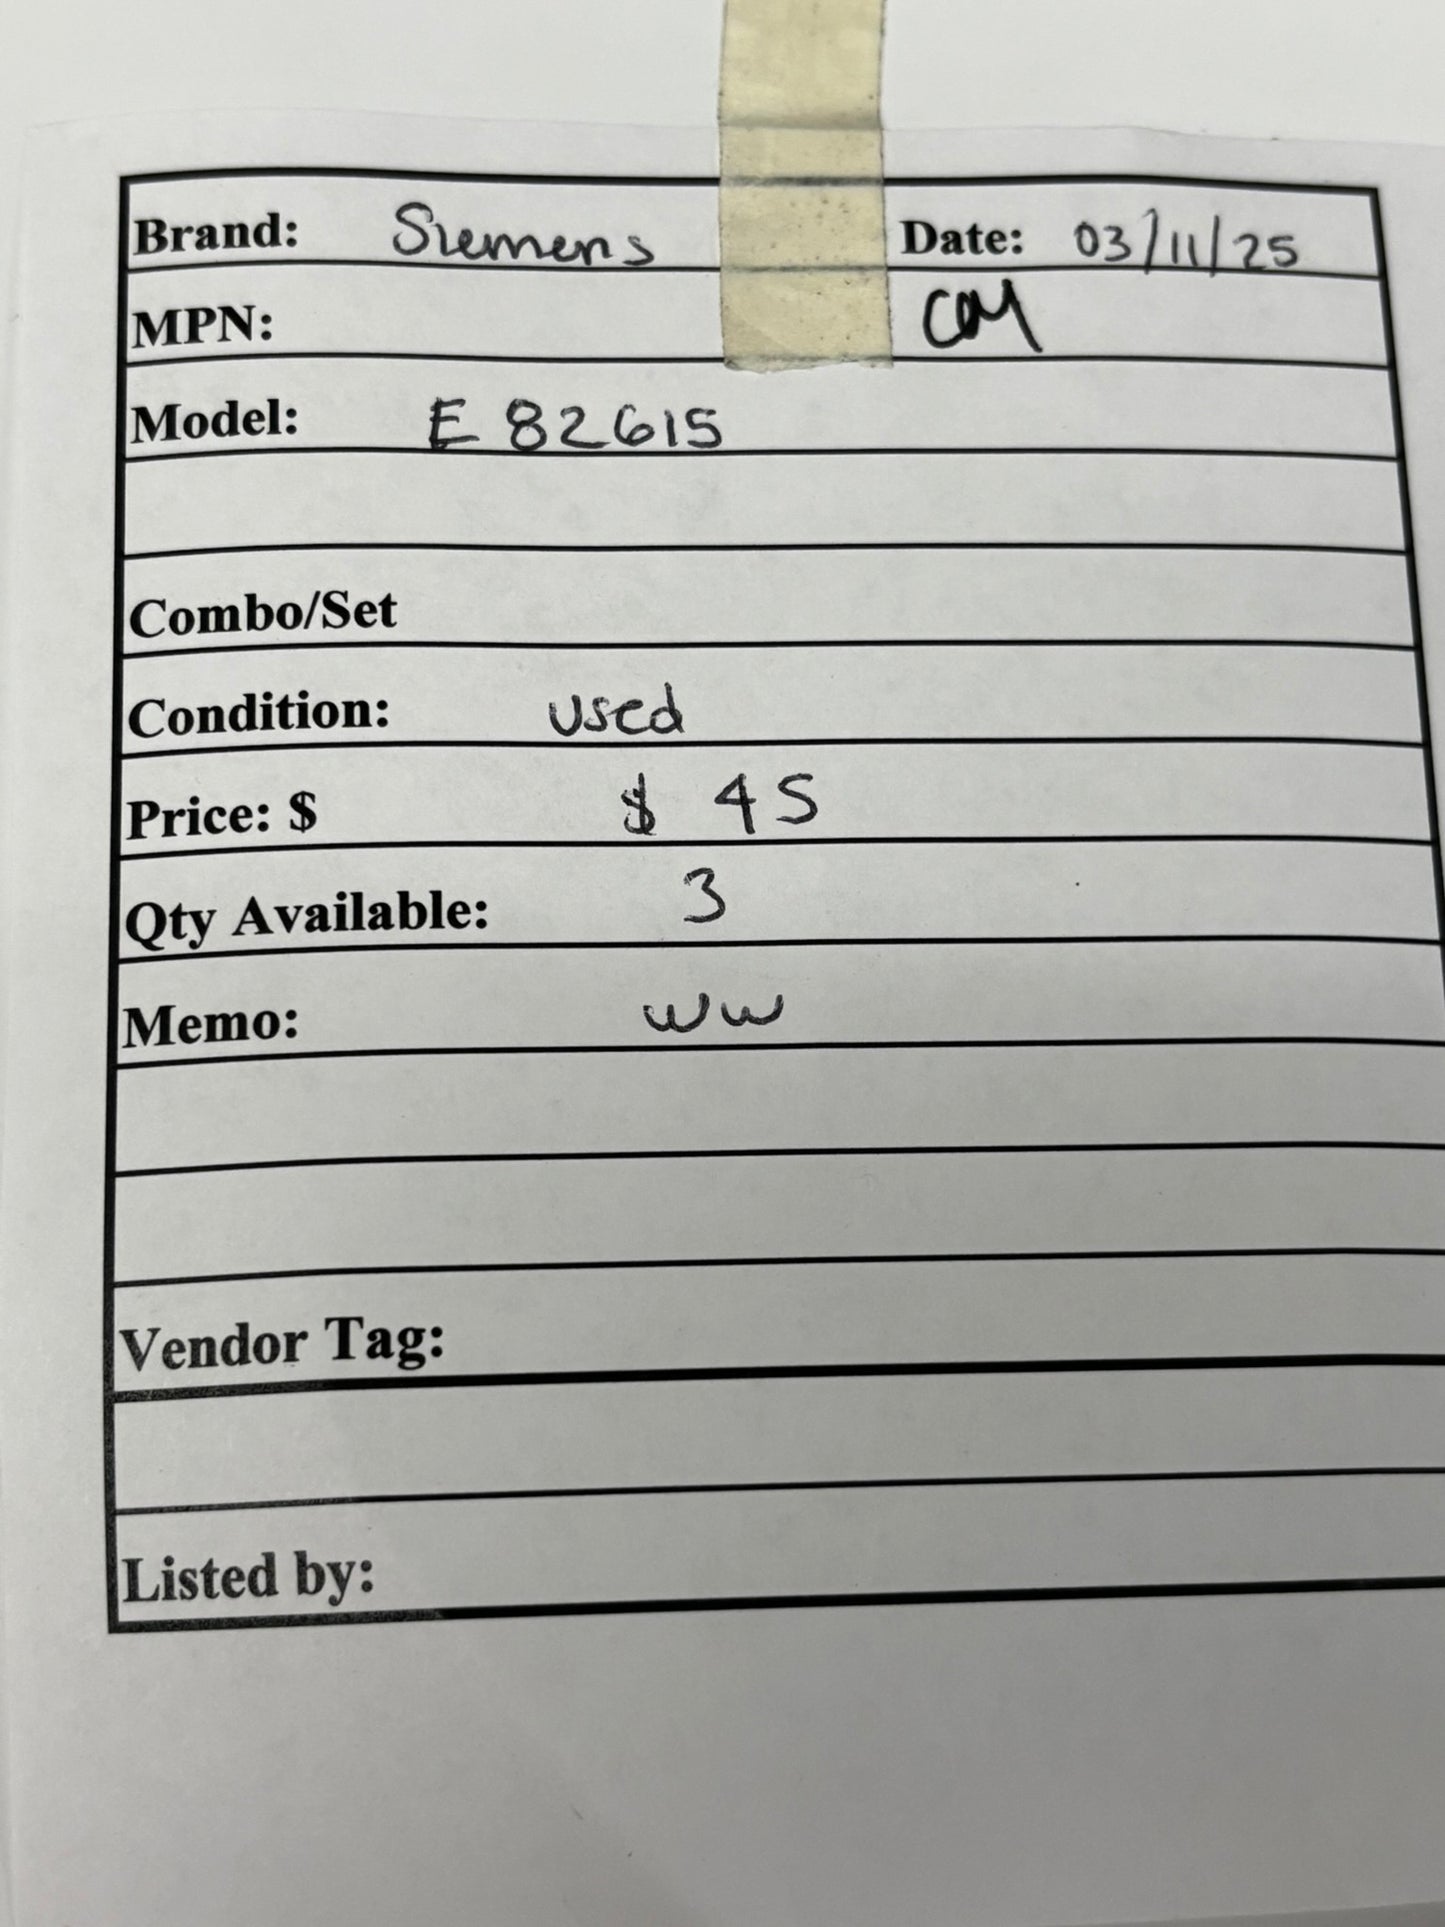 Brand: Siemens Date: 03/11/25
MPN:
Model: E 82615
Combo/Set
Condition: used
Price: $ $ 45
Qty Available: 3
Memo: ww
Vendor Tag:
Listed by: